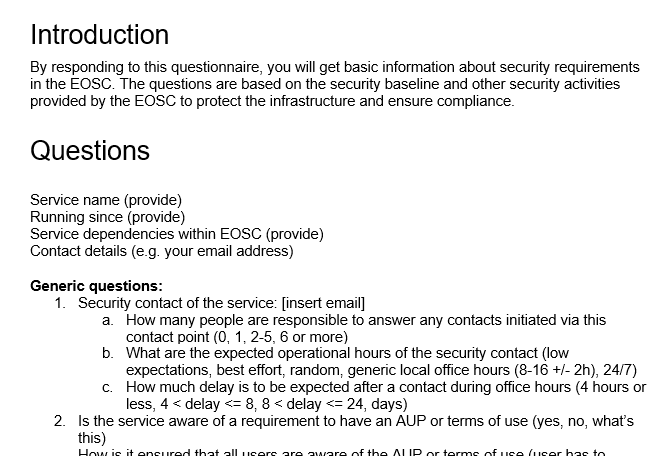 Introduction
By responding to this questionnaire, you will get basic information about security requirements
in the EOSC. The questions are based on the security baseline and other security activities
provided by the EOSC to protect the infrastructure and ensure compliance.
Questions
Service name (provide)
Running since (provide)
Service dependencies within EOSC (provide)
Contact details (e.g. your email address)
Generic questions:
1. Security contact of the service: [insert email]
a. How many people are responsible to answer any contacts initiated via this
contact point (0, 1, 2-5, 6 or more)
b. What are the expected operational hours of the security contact (low
expectations, best effort, random, generic local office hours (8-16 +/- 2h), 24/7)
c. How much delay is to be expected after a contact during office hours (4 hours or
less, 4 < delay <= 8, 8 < delay <= 24, days)
2. Is the service aware of a requirement to have an AUP or terms of use (yes, no, what's
this)
How is it ensured that all users are aware of the AUP or terms of use (user has to